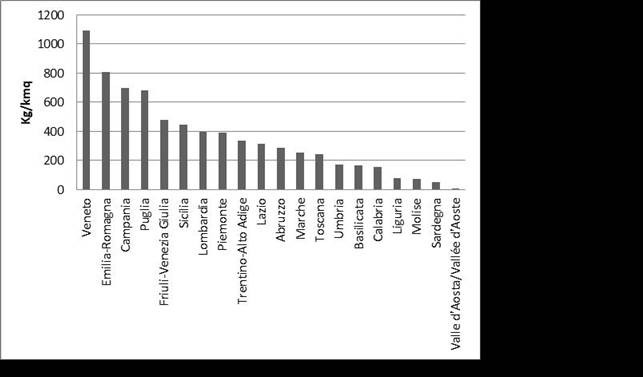 1200
1000
800
600
400
200
0
Kg/kmq
Veneto
Emilia-Romagna
Campania
Puglia
Friuli-Venezia Giulia
Sicilia
Lombardia
Piemonte
Trentino-Alto Adige
Lazio
Abruzzo
Marche
Toscana
Umbria
Basilicata
Calabria
Liguria
Molise
Sardegna
Valle d'Aosta/Vallée d'Aoste